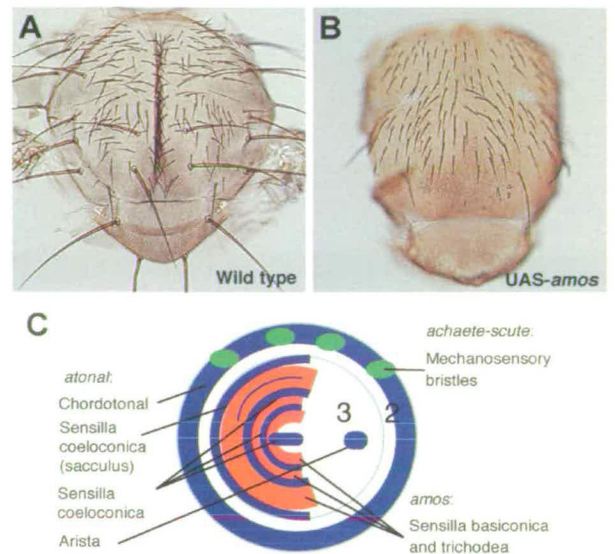 A
Wild type
B
UAS-amos
C
atonal:
Chordotonal
Sensilla
coeloconica
(sacculus)
Sensilla
coeloconica
Arista
3
2
achaete-scute:
Mechanosensory
bristles
amos:
Sensilla basiconica
and trichodea